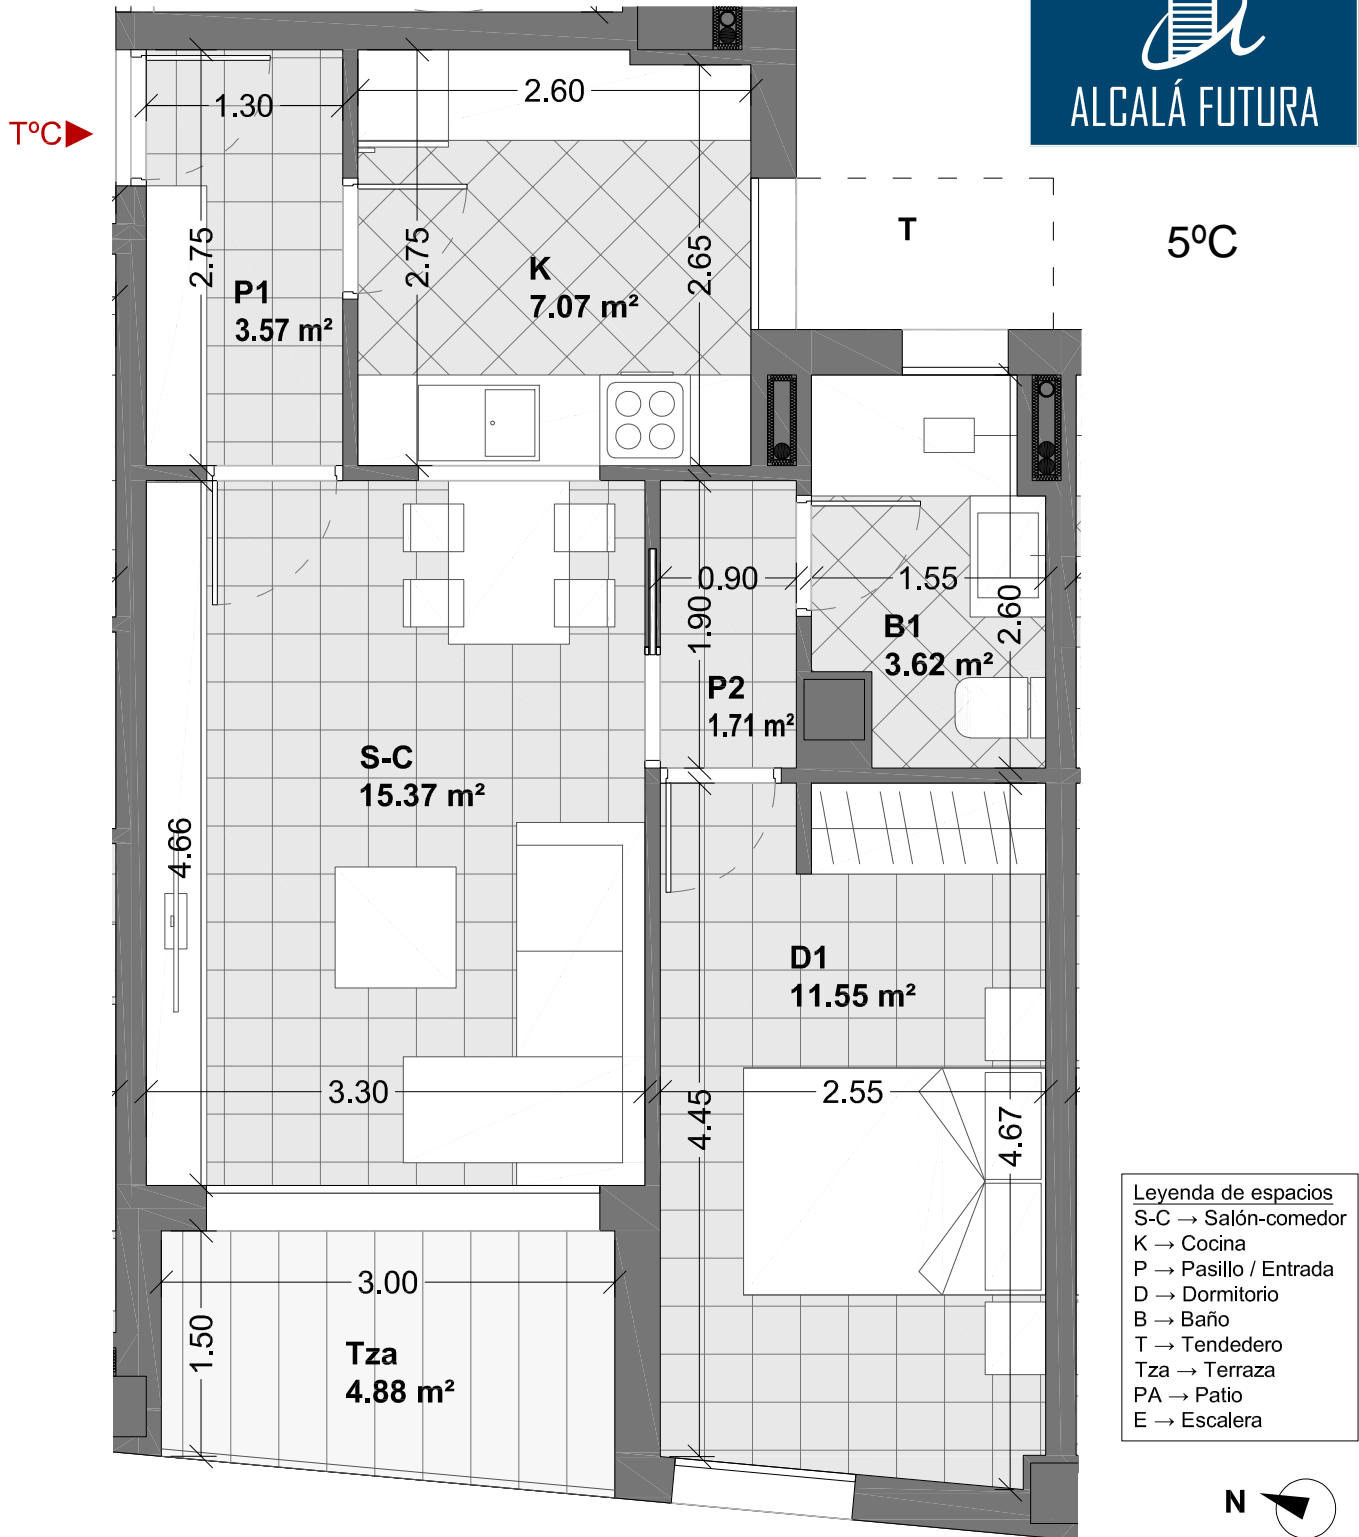 ALCALÁ FUTURA
TºC
5ºC
1.30
2.60
2.75
2.75
2.65
T
P1
3.57 m²
K
7.07 m²
0.90
1.55
1.90
2.60
B1
3.62 m²
P2
1.71 m²
S-C
15.37 m²
4.66
D1
11.55 m²
3.30
2.55
4.45
4.67
3.00
1.50
Tza
4.88 m²
Leyenda de espacios
S-C → Salón-comedor
K → Cocina
P → Pasillo / Entrada
D → Dormitorio
B → Baño
T → Tendedero
Tza → Terraza
PA → Patio
E → Escalera
N